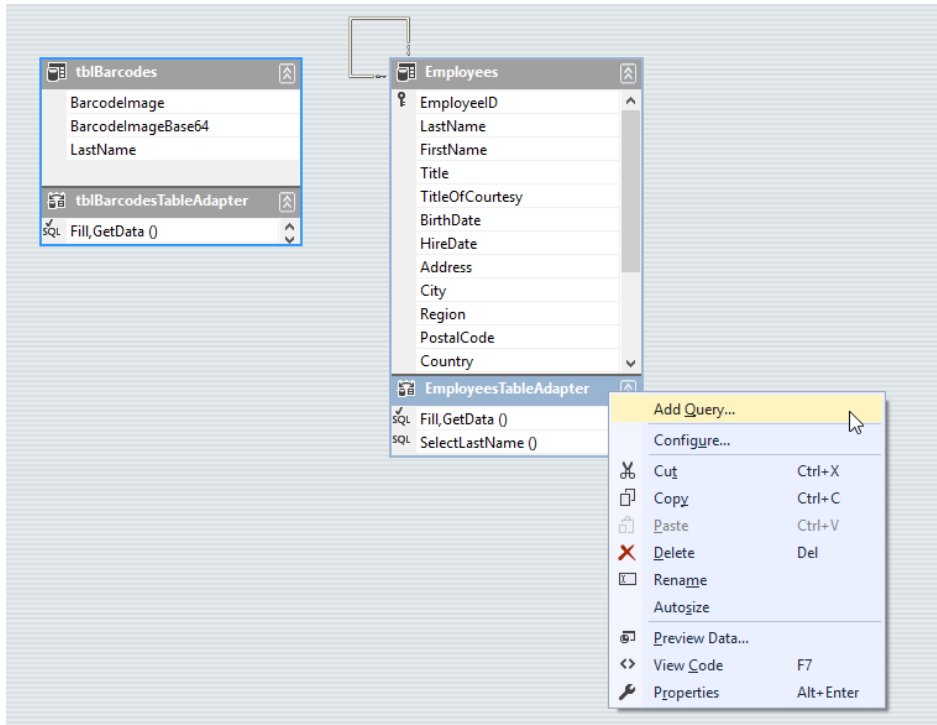 tblBarcodes
BarcodeImage
BarcodeImageBase64
LastName
tblBarcodesTableAdapter
SQL Fill,GetData ()
Employees
EmployeeID
LastName
FirstName
Title
TitleOfCourtesy
BirthDate
HireDate
Address
City
Region
PostalCode
Country
EmployeesTableAdapter
SQL Fill,GetData ()
SQL SelectLastName ()
Add Query...
Configure...
Cut Ctrl+X
Copy Ctrl+C
Paste Ctrl+V
Delete Del
Rename
Autosize
Preview Data...
View Code F7
Properties Alt+Enter